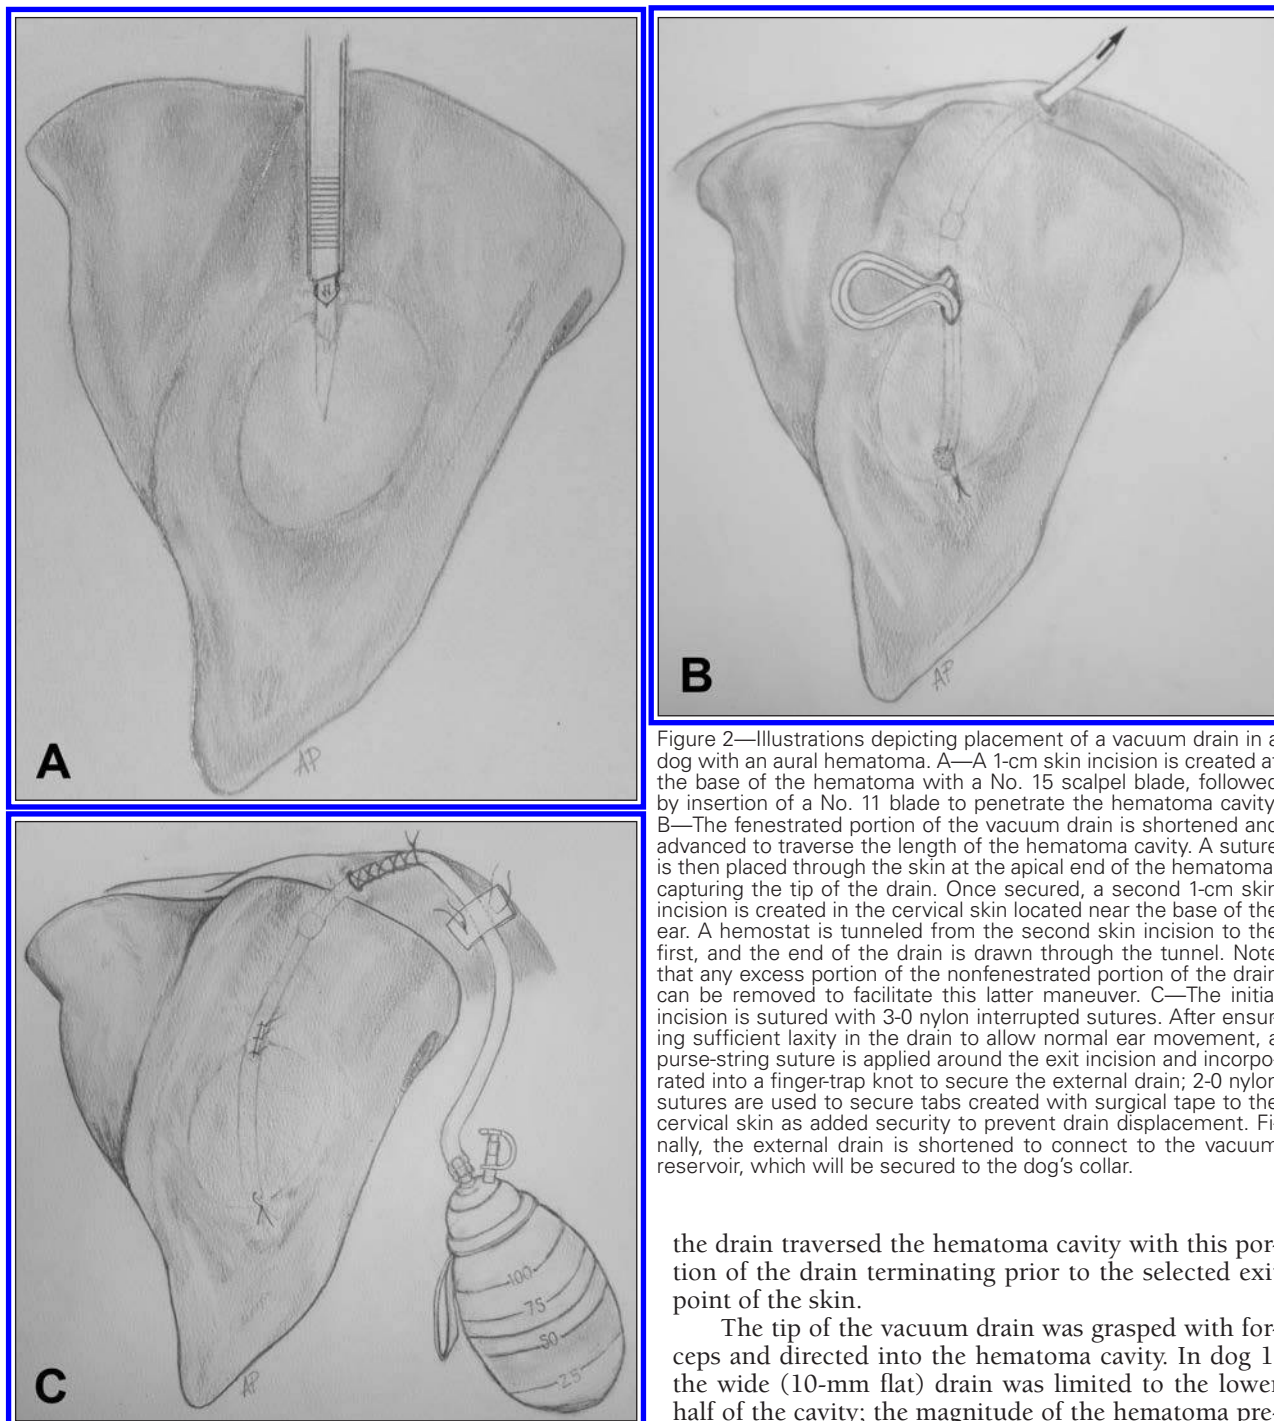 A
AP
B
AP
Figure 2—Illustrations depicting placement of a vacuum drain in a
dog with an aural hematoma. A—A 1-cm skin incision is created at
the base of the hematoma with a No. 15 scalpel blade, followed
by insertion of a No. 11 blade to penetrate the hematoma cavity
B—The fenestrated portion of the vacuum drain is shortened and
advanced to traverse the length of the hematoma cavity. A suture
is then placed through the skin at the apical end of the hematoma
capturing the tip of the drain. Once secured, a second 1-cm skin
incision is created in the cervical skin located near the base of the
ear. A hemostat is tunneled from the second skin incision to the
first, and the end of the drain is drawn through the tunnel. Note
that any excess portion of the nonfenestrated portion of the drain
can be removed to facilitate this latter maneuver. C—The initial
incision is sutured with 3-0 nylon interrupted sutures. After ensur
ing sufficient laxity in the drain to allow normal ear movement, a
purse-string suture is applied around the exit incision and incorpo-
rated into a finger-trap knot to secure the external drain; 2-0 nylon
sutures are used to secure tabs created with surgical tape to the
cervical skin as added security to prevent drain displacement. Fi-
nally, the external drain is shortened to connect to the vacuum
reservoir, which will be secured to the dog's collar.
100
75
50
25
C
AP
the drain traversed the hematoma cavity with this por-
tion of the drain terminating prior to the selected exit
point of the skin.
The tip of the vacuum drain was grasped with for-
ceps and directed into the hematoma cavity. In dog 1
the wide (10-mm flat) drain was limited to the lower
half of the cavity; the magnitude of the hematoma pre-